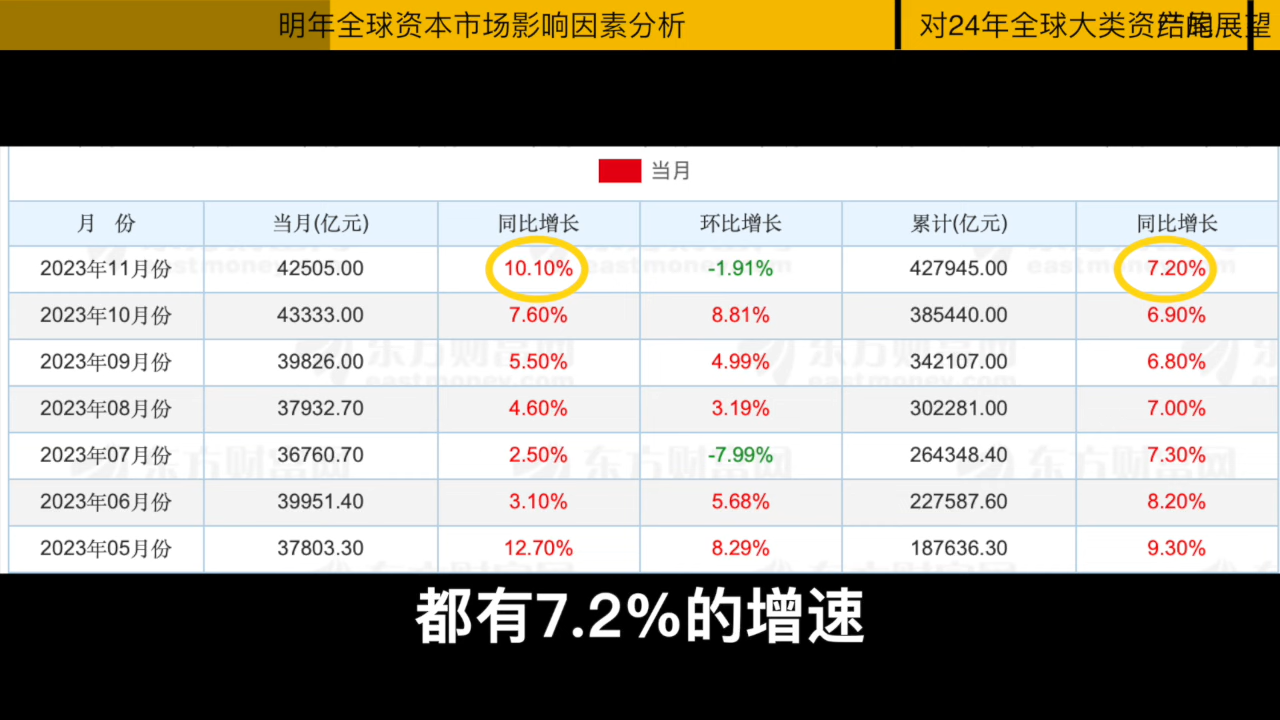 明年全球资本市场影响因素分析
对24年全球大类资产的展望
结尾
当月
月 份 当月(亿元) 同比增长 环比增长 累计(亿元) 同比增长
2023年11月份 42505.00 10.10% -1.91% 427945.00 7.20%
2023年10月份 43333.00 7.60% 8.81% 385440.00 6.90%
2023年09月份 39826.00 5.50% 4.99% 342107.00 6.80%
2023年08月份 37932.70 4.60% 3.19% 302281.00 7.00%
2023年07月份 36760.70 2.50% -7.99% 264348.40 7.30%
2023年06月份 39951.40 3.10% 5.68% 227587.60 8.20%
2023年05月份 37803.30 12.70% 8.29% 187636.30 9.30%
东方财富网
eastmoney.com
都有7.2%的增速